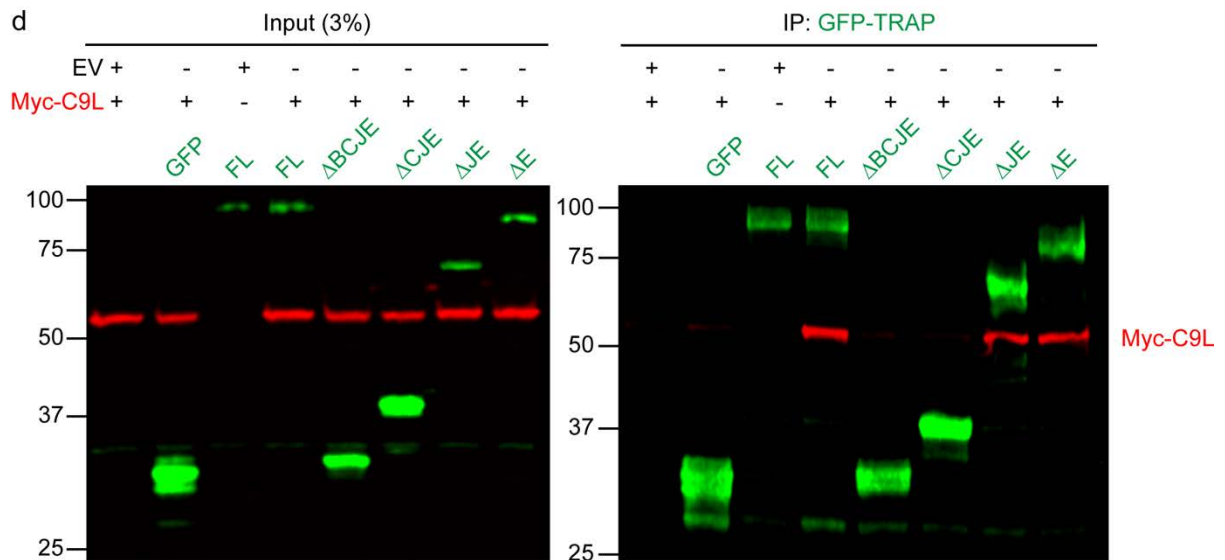 d
Input (3%) IP: GFP-TRAP
EV + - + - - - - - + - + - - - - -
Myc-C9L + + - + + + + + + + - + + + + +
GFP FL FL ΔBCJE ΔCJE ΔJE ΔE GFP FL FL ΔBCJE ΔCJE ΔJE ΔE
100 100
75 75
50 50 Myc-C9L
37 37
25 25